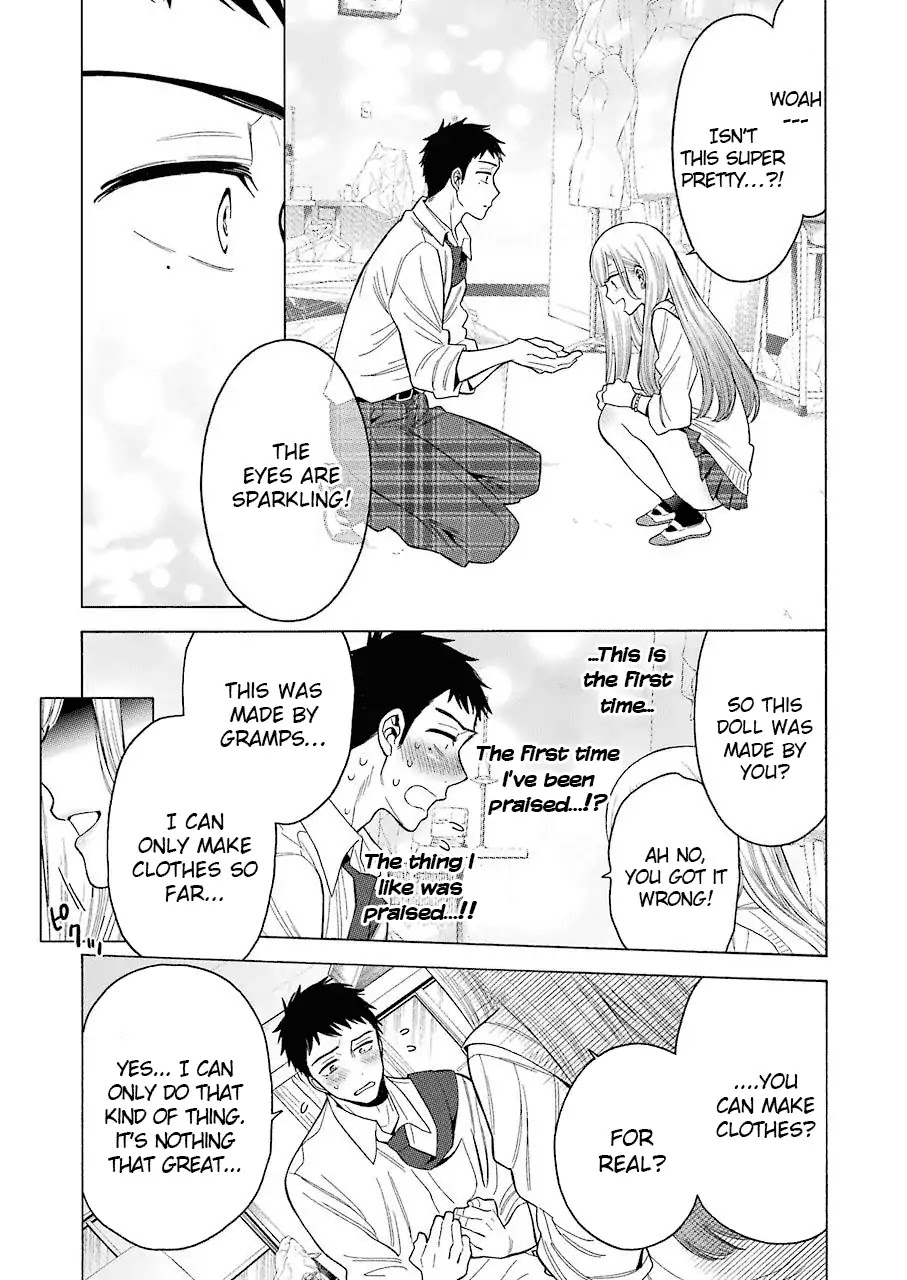 WOAH
---
ISN'T
THIS SUPER
PRETTY...?!
THE
EYES ARE
SPARKLING!
SO THIS
DOLL WAS
MADE BY
YOU?
AH NO,
YOU GOT IT
WRONG!
...This is
the first
time...
The first time
I've been
praised...!?
The thing I
like was
praised...!!
THIS WAS
MADE BY
GRAMPS...
I CAN
ONLY MAKE
CLOTHES SO
FAR...
ピクッ
....YOU
CAN MAKE
CLOTHES?
FOR
REAL?
YES... I CAN
ONLY DO THAT
KIND OF THING.
IT'S NOTHING
THAT GREAT...